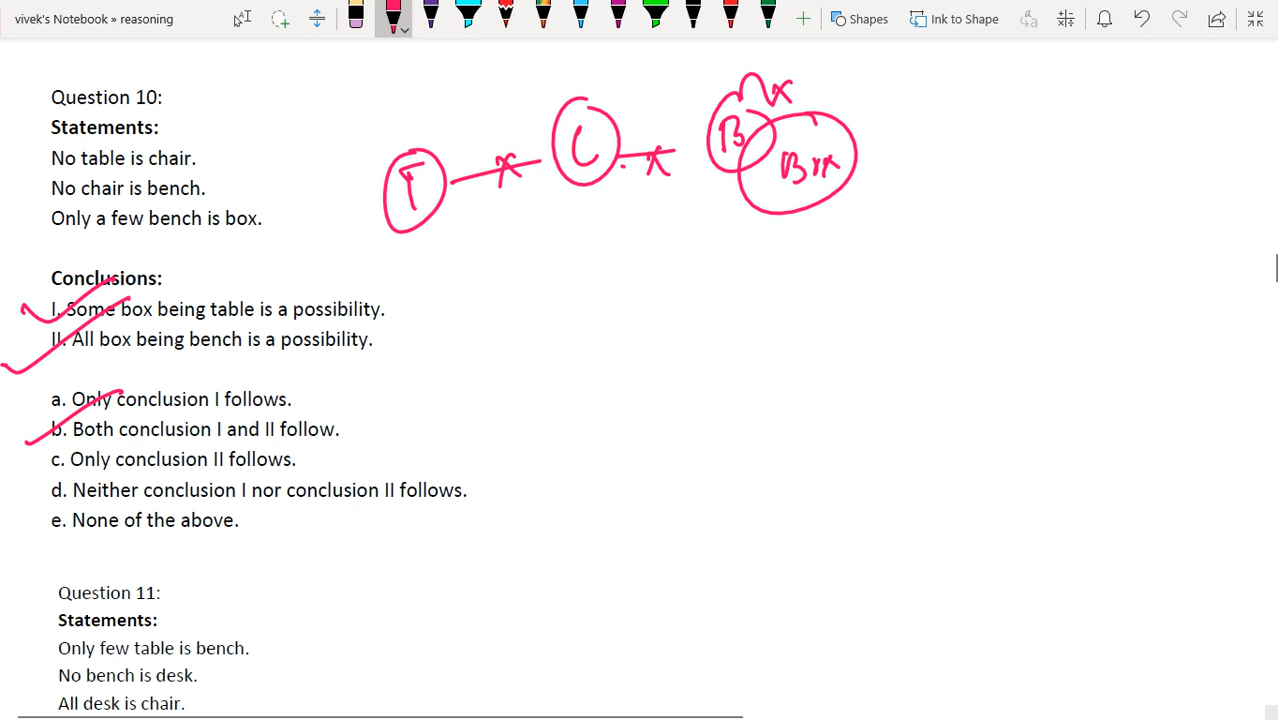 vivek's Notebook » reasoning
Shapes
Ink to Shape
Question 10:
Statements:
No table is chair.
No chair is bench.
Only a few bench is box.
T
C
B
Box
Conclusions:
I. Some box being table is a possibility.
II. All box being bench is a possibility.
a. Only conclusion I follows.
b. Both conclusion I and II follow.
c. Only conclusion II follows.
d. Neither conclusion I nor conclusion II follows.
e. None of the above.
Question 11:
Statements:
Only few table is bench.
No bench is desk.
All desk is chair.